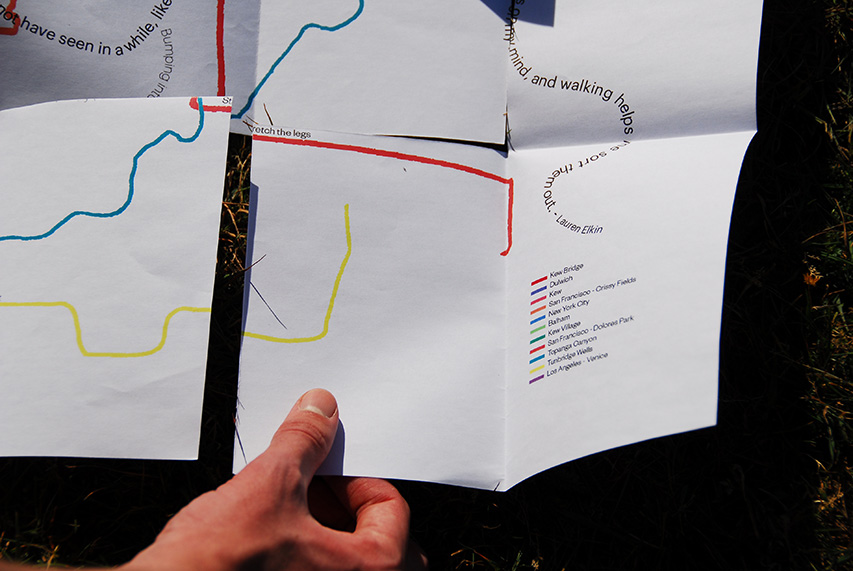 not have seen in a while, like
Bumping into
St
retch the legs
my mind, and walking helps
me sort them out. - Lauren Elkin
Kew Bridge
Dulwich
Kew
San Francisco - Crissy Fields
New York City
Balham
Kew Village
San Francisco - Dolores Park
Topanga Canyon
Tunbridge Wells
Los Angeles - Venice